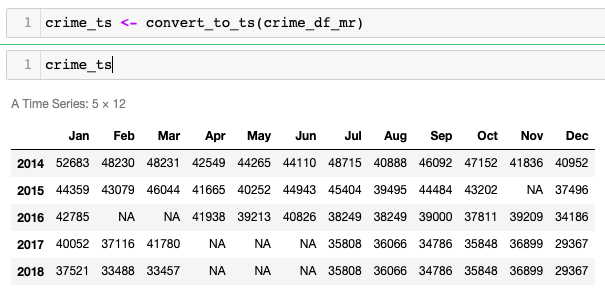 1 crime_ts <- convert_to_ts(crime_df_mr)
1 crime_ts
A Time Series: 5 × 12
Jan Feb Mar Apr May Jun Jul Aug Sep Oct Nov Dec
2014 52683 48230 48231 42549 44265 44110 48715 40888 46092 47152 41836 40952
2015 44359 43079 46044 41665 40252 44943 45404 39495 44484 43202 NA 37496
2016 42785 NA NA 41938 39213 40826 38249 38249 39000 37811 39209 34186
2017 40052 37116 41780 NA NA NA 35808 36066 34786 35848 36899 29367
2018 37521 33488 33457 NA NA NA 35808 36066 34786 35848 36899 29367